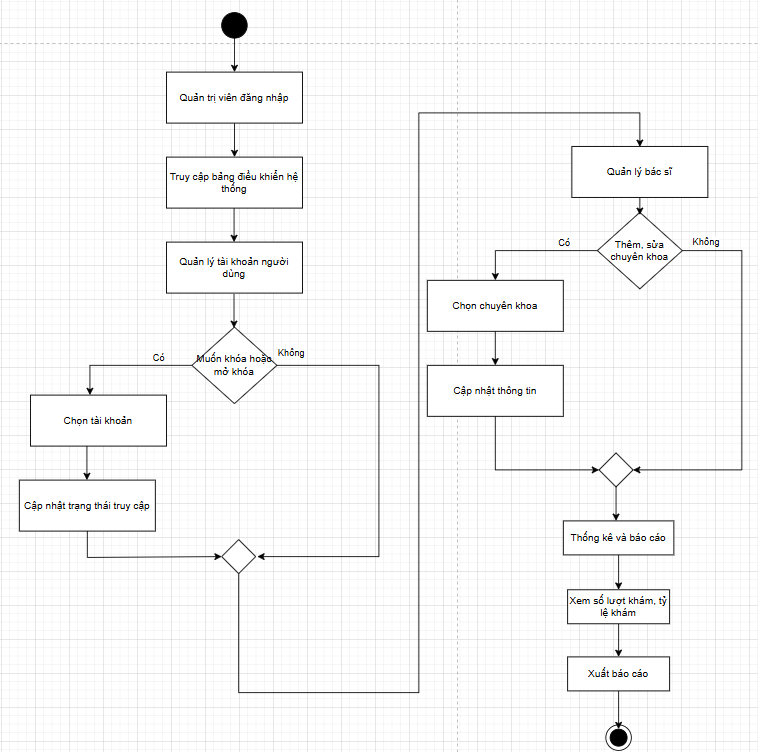 Quản trị viên đăng nhập
Truy cập bảng điều khiển hệ
thống
Quản lý tài khoản người
dùng
Muốn khóa hoặc
mở khóa
Có
Không
Chọn tài khoản
Cập nhật trạng thái truy cập
Quản lý bác sĩ
Thêm, sửa
chuyên khoa
Có
Không
Chọn chuyên khoa
Cập nhật thông tin
Thống kê và báo cáo
Xem số lượt khám, tỷ
lệ khám
Xuất báo cáo